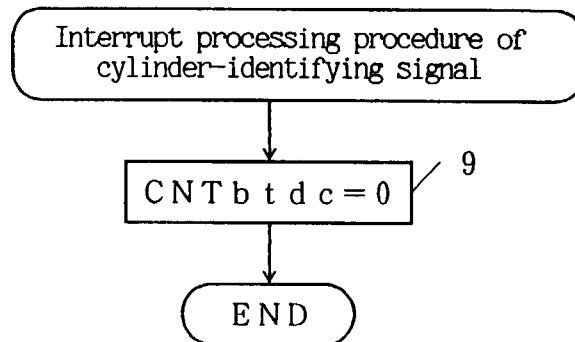 Interrupt processing procedure of
cylinder-identifying signal
9
CNTbtdc=0
END